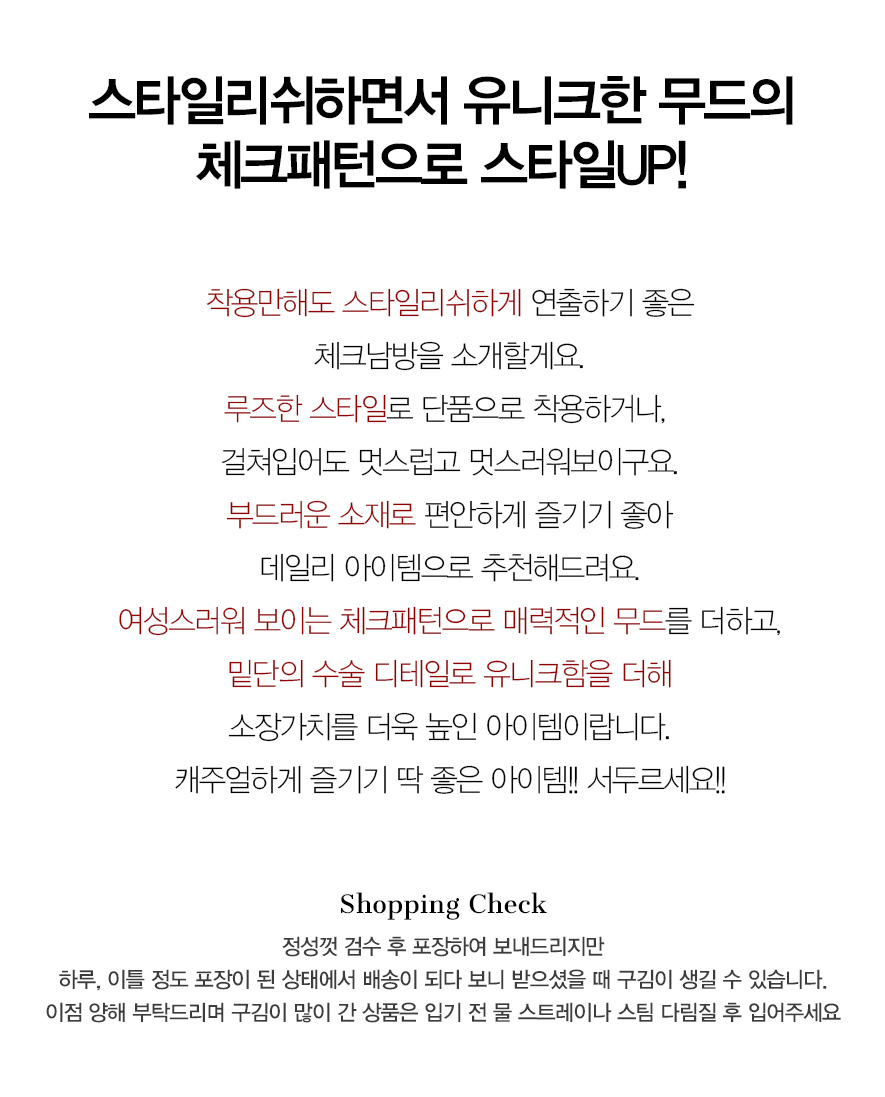 스타일리쉬하면서 유니크한 무드의
체크패턴으로 스타일UP!
착용만해도 스타일리쉬하게 연출하기 좋은
체크남방을 소개할게요.
루즈한 스타일로 단품으로 착용하거나,
걸쳐입어도 멋스럽고 멋스러워보이구요.
부드러운 소재로 편안하게 즐기기 좋아
데일리 아이템으로 추천해드려요.
여성스러워 보이는 체크패턴으로 매력적인 무드를 더하고,
밑단의 수술 디테일로 유니크함을 더해
소장가치를 더욱 높인 아이템이랍니다.
캐주얼하게 즐기기 딱 좋은 아이템!! 서두르세요!!
Shopping Check
정성껏 검수 후 포장하여 보내드리지만
하루, 이틀 정도 포장이 된 상태에서 배송이 되다 보니 받으셨을 때 구김이 생길 수 있습니다.
이점 양해 부탁드리며 구김이 많이 간 상품은 입기 전 물 스트레이나 스팀 다림질 후 입어주세요